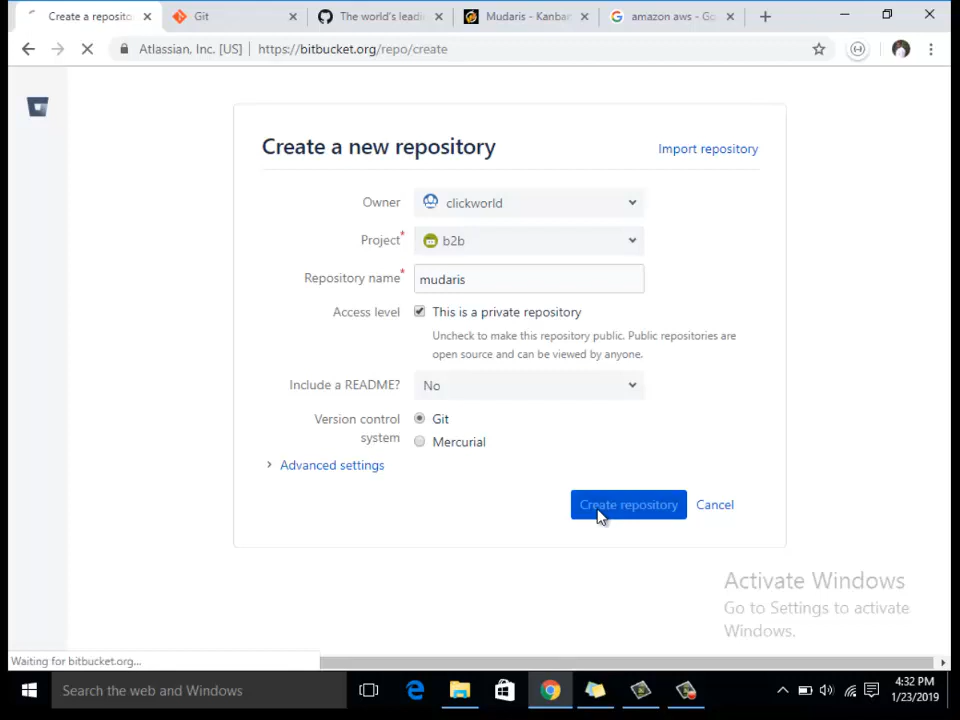 Create a reposito
Git
The world's leadi
Mudaris - Kanban
amazon aws - Go
Atlassian, Inc. [US]
https://bitbucket.org/repo/create
Create a new repository
Import repository
Owner
clickworld
Project*
b2b
Repository name*
mudaris
Access level
This is a private repository
Uncheck to make this repository public. Public repositories are
open source and can be viewed by anyone.
Include a README?
No
Version control
system
Git
Mercurial
Advanced settings
Create repository
Cancel
Activate Windows
Go to Settings to activate
Windows.
Waiting for bitbucket.org...
Search the web and Windows
4:32 PM
1/23/2019